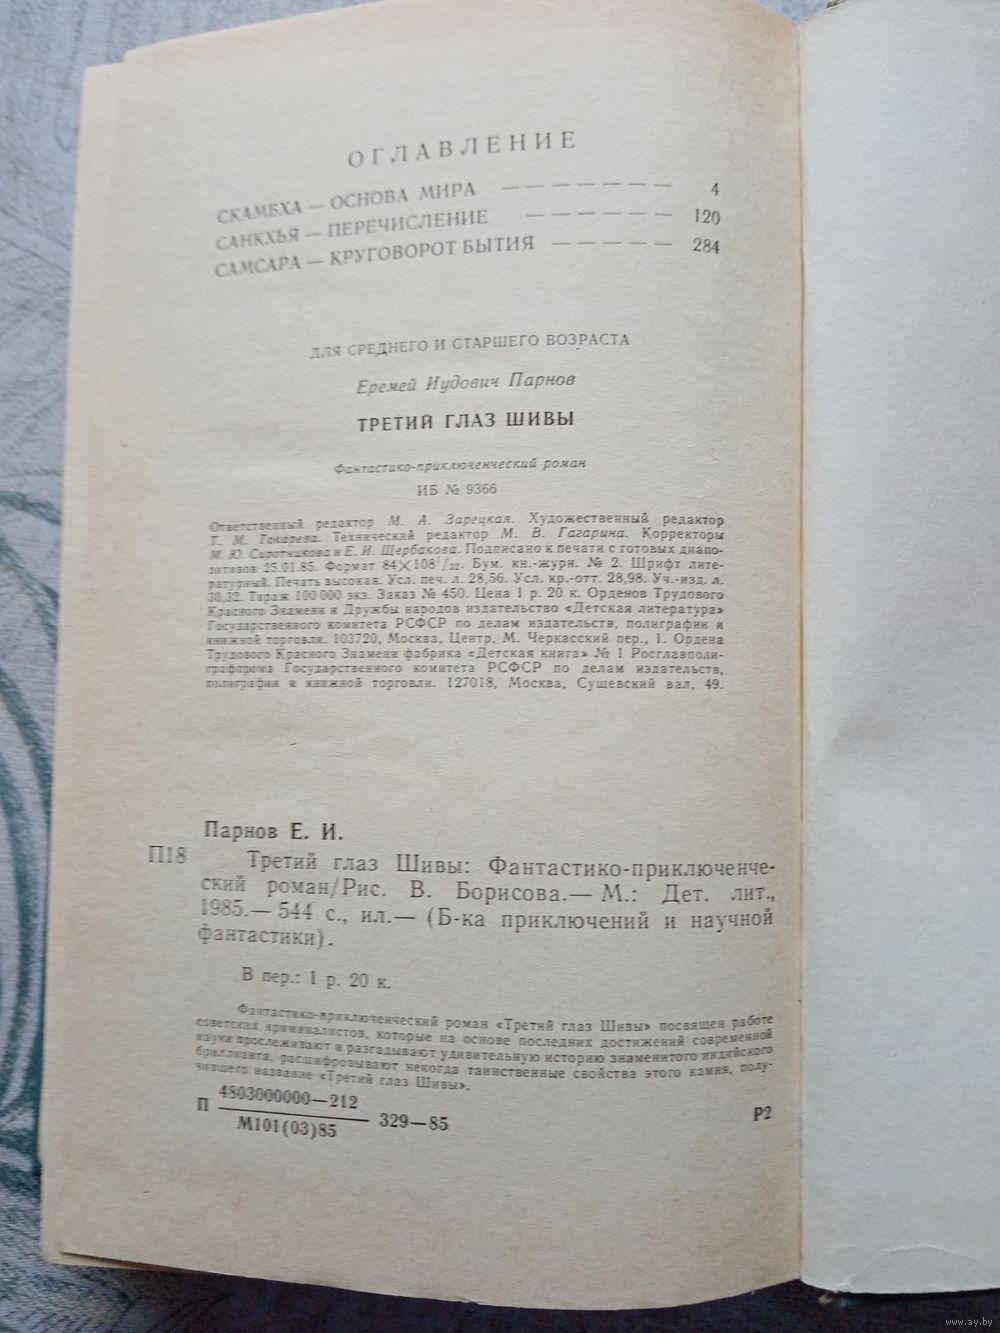 ОГЛАВЛЕНИЕ
СКАМБХА — ОСНОВА МИРА — — — — — — — 4
САНКХЬЯ — ПЕРЕЧИСЛЕНИЕ — — — — — — 120
САМСАРА — КРУГОВОРОТ БЫТИЯ — — — — — 284
ДЛЯ СРЕДНЕГО И СТАРШЕГО ВОЗРАСТА
Еремей Иудович Парнов
ТРЕТИЙ ГЛАЗ ШИВЫ
Фантастико-приключенческий роман
ИБ № 9366
Ответственный редактор М. А. Зарецкая. Художественный редактор
Т. М. Токарева. Технический редактор М. В. Гагарина. Корректоры
М. Ю. Сиротникова и Е. И. Щербакова. Подписано к печати с готовых диапо-
зитивов 25.01.85. Формат 84×108¹/₃₂. Бум. кн.-журн. № 2. Шрифт лите-
ратурный. Печать высокая. Усл. печ. л. 28,56. Усл. кр.-отт. 28,98. Уч.-изд. л.
30,32. Тираж 100 000 экз. Заказ № 450. Цена 1 р. 20 к. Орденов Трудового
Красного Знамени и Дружбы народов издательство «Детская литература»
Государственного комитета РСФСР по делам издательств, полиграфии и
книжной торговли. 103720, Москва, Центр, М. Черкасский пер., 1. Ордена
Трудового Красного Знамени фабрика «Детская книга» № 1 Росглавполи-
графпрома Государственного комитета РСФСР по делам издательств,
полиграфии и книжной торговли. 127018, Москва, Сущевский вал, 49.
Парнов Е. И.
П18 Третий глаз Шивы: Фантастико-приключенче-
ский роман/Рис. В. Борисова.— М.: Дет. лит.,
1985.— 544 с., ил.— (Б-ка приключений и научной
фантастики).
В пер.: 1 р. 20 к.
Фантастико-приключенческий роман «Третий глаз Шивы» посвящен работе
советских криминалистов, которые на основе последних достижений современной
науки прослеживают и разгадывают удивительную историю знаменитого индийского
бриллианта, расшифровывают некогда таинственные свойства этого камня, полу-
чившего название «Третий глаз Шивы».
П 4803000000—212
М101(03)85 329—85 Р2
www.ay.by